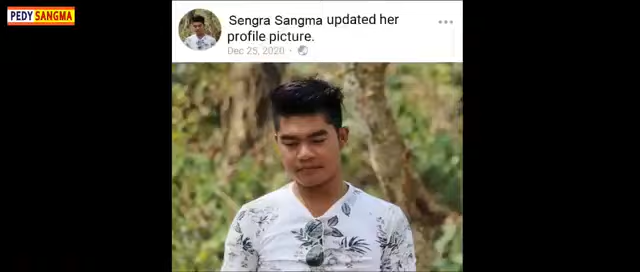 PEDY
SANGMA
Sengra Sangma updated her
profile picture.
Dec 25, 2020 ·